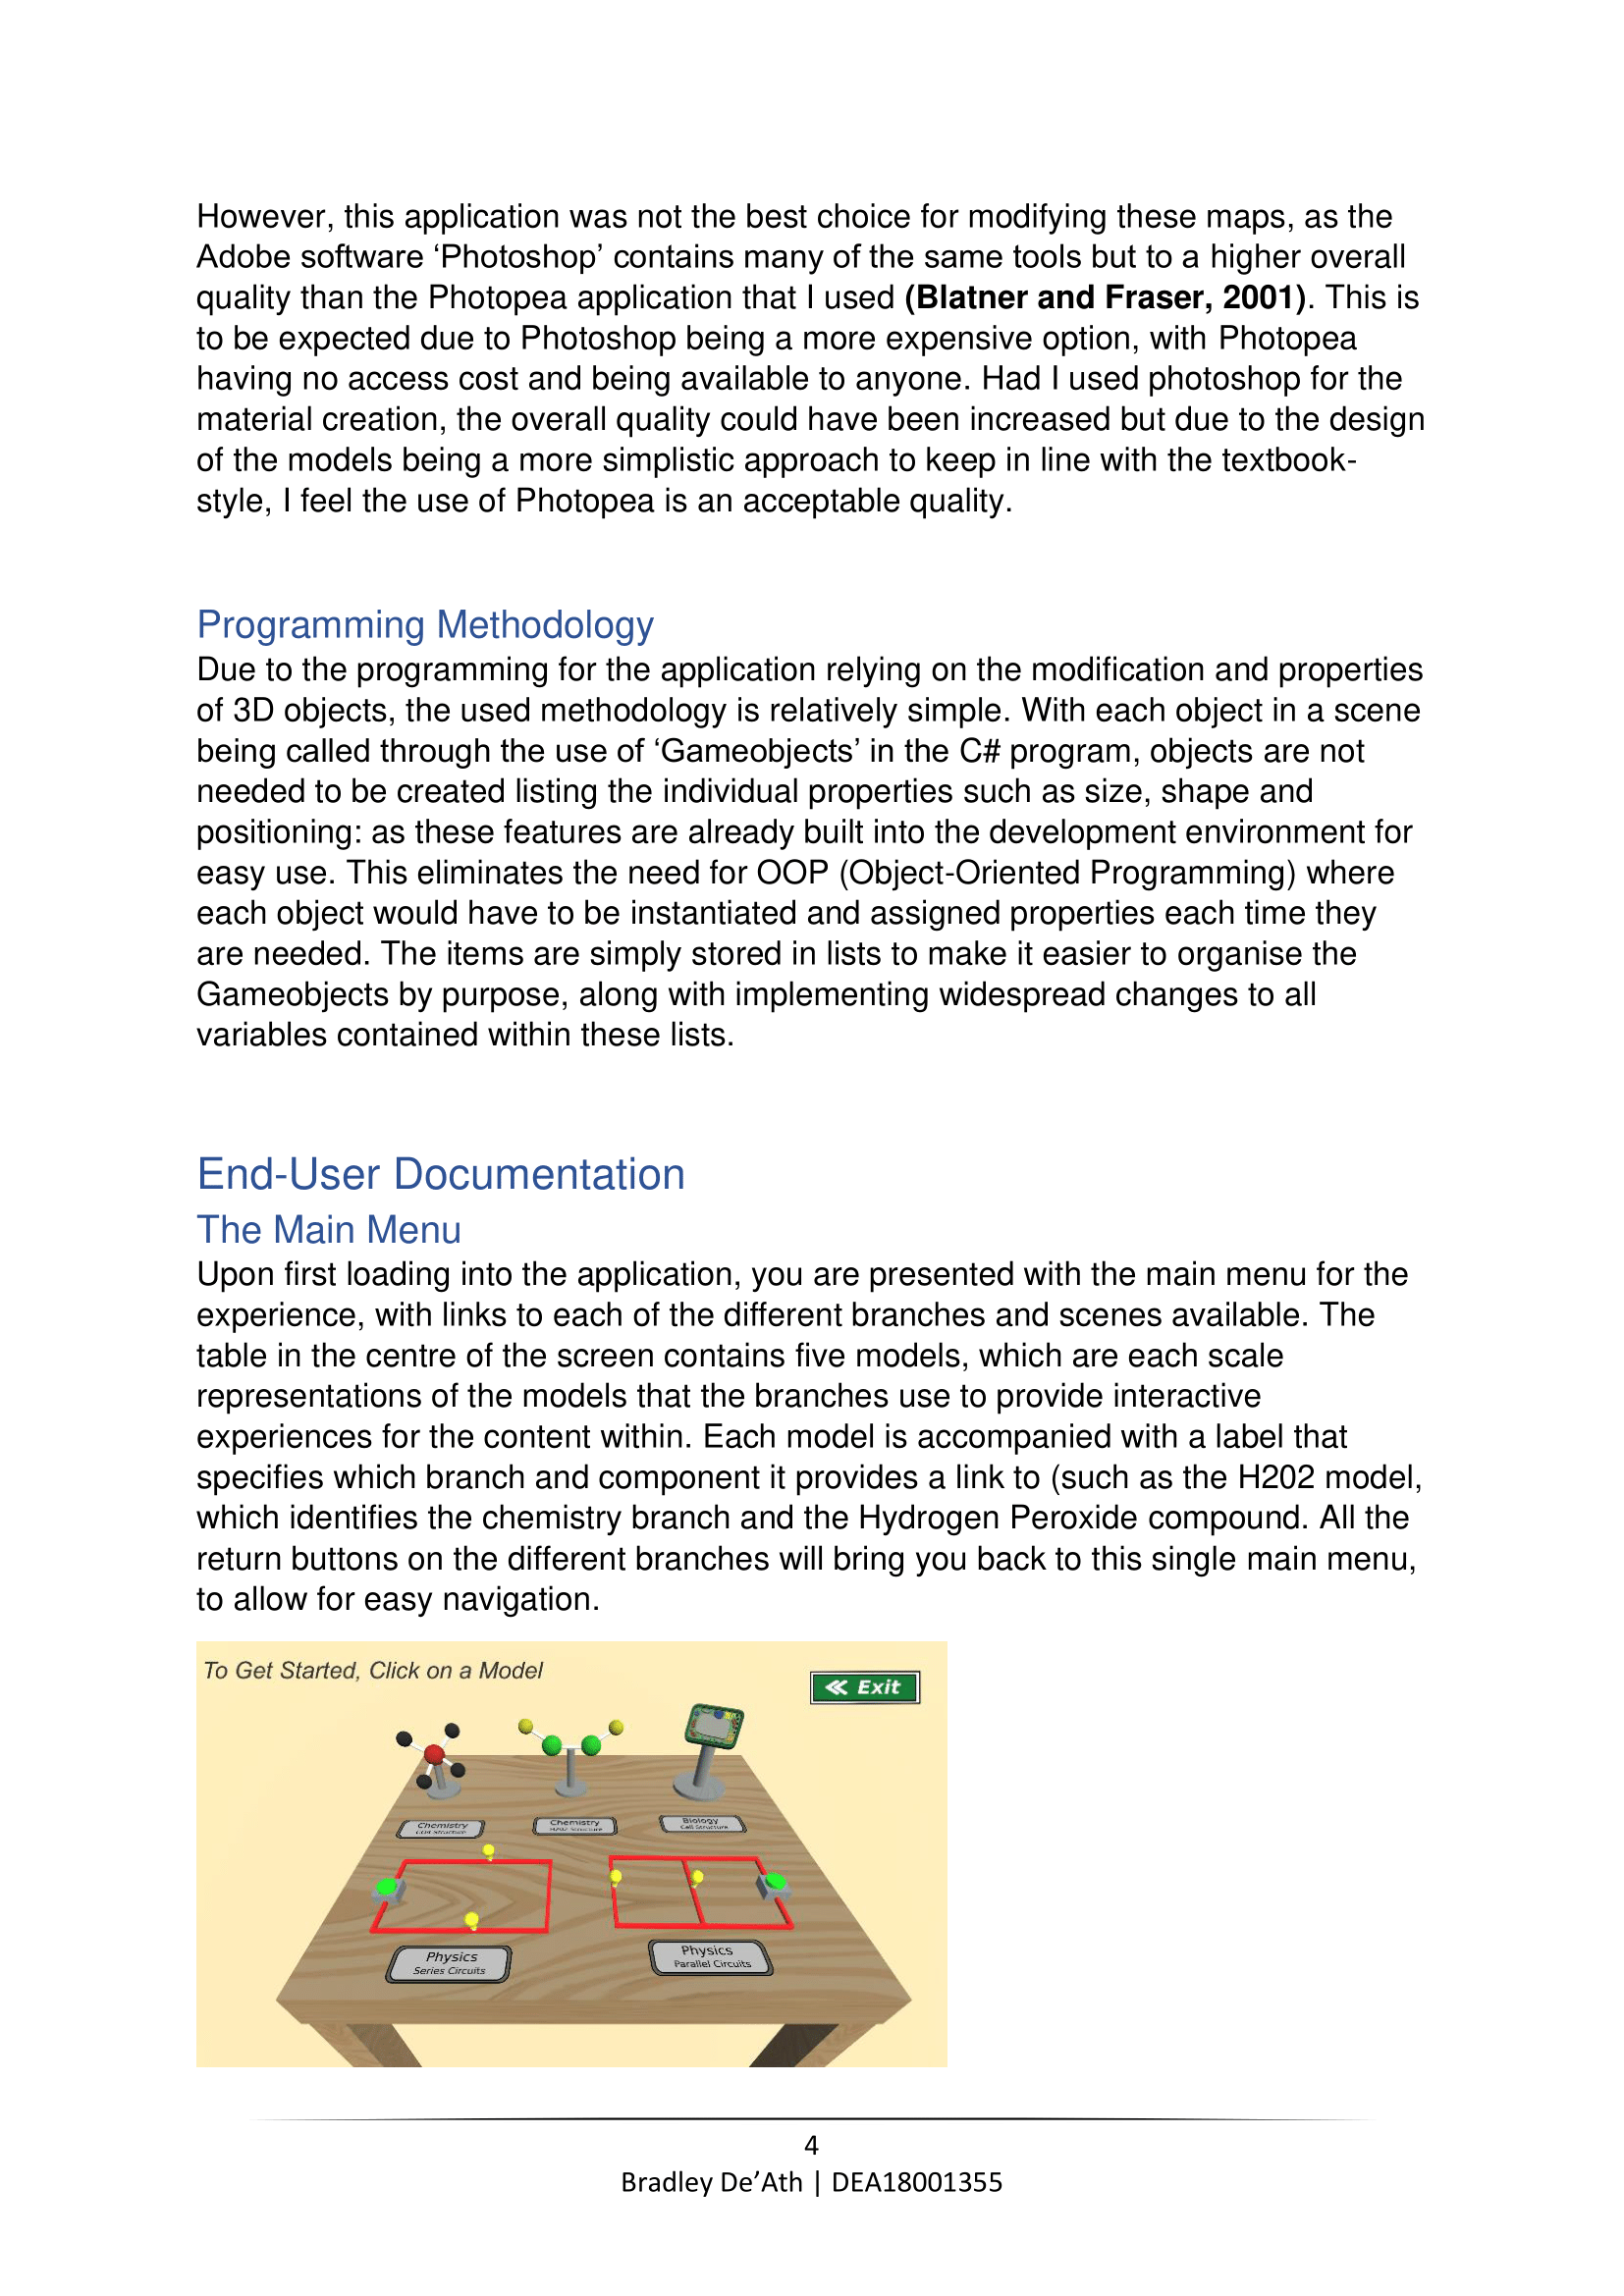 However, this application was not the best choice for modifying these maps, as the
Adobe software ‘Photoshop’ contains many of the same tools but to a higher overall
quality than the Photopea application that I used (Blatner and Fraser, 2001). This is
to be expected due to Photoshop being a more expensive option, with Photopea
having no access cost and being available to anyone. Had I used photoshop for the
material creation, the overall quality could have been increased but due to the design
of the models being a more simplistic approach to keep in line with the textbook-
style, I feel the use of Photopea is an acceptable quality.
Programming Methodology
Due to the programming for the application relying on the modification and properties
of 3D objects, the used methodology is relatively simple. With each object in a scene
being called through the use of ‘Gameobjects’ in the C# program, objects are not
needed to be created listing the individual properties such as size, shape and
positioning: as these features are already built into the development environment for
easy use. This eliminates the need for OOP (Object-Oriented Programming) where
each object would have to be instantiated and assigned properties each time they
are needed. The items are simply stored in lists to make it easier to organise the
Gameobjects by purpose, along with implementing widespread changes to all
variables contained within these lists.
End-User Documentation
The Main Menu
Upon first loading into the application, you are presented with the main menu for the
experience, with links to each of the different branches and scenes available. The
table in the centre of the screen contains five models, which are each scale
representations of the models that the branches use to provide interactive
experiences for the content within. Each model is accompanied with a label that
specifies which branch and component it provides a link to (such as the H202 model,
which identifies the chemistry branch and the Hydrogen Peroxide compound. All the
return buttons on the different branches will bring you back to this single main menu,
to allow for easy navigation.
To Get Started, Click on a Model
Exit
Chemistry
Structure
Chemistry
Structure
Biology
Cell Structure
Physics
Series Circuits
Physics
Parallel Circuits
4
Bradley De’Ath | DEA18001355